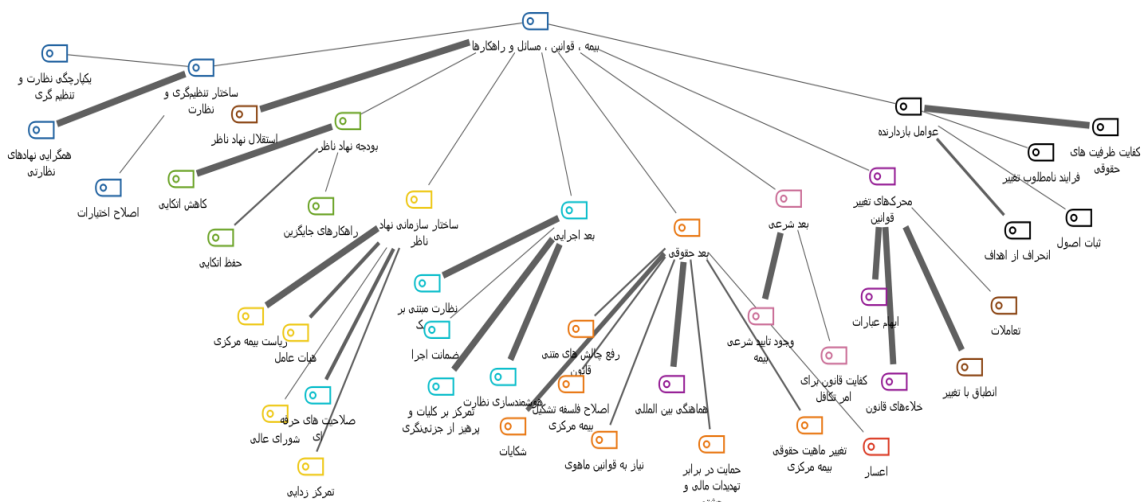 بیمه ، قوانین ، مسائل و راهکارها
یکپارچگی نظارت و
تنظیم گری
ساختار تنظیم‌گری و
نظارت
همگرایی نهادهای
نظارتی
اصلاح اختیارات
استقلال نهاد ناظر
بودجه نهاد ناظر
کاهش اتکایی
حفظ اتکایی
راهکارهای جایگزین
ساختار سازمانی نهاد
ناظر
ریاست بیمه مرکزی
هیات عامل
شورای عالی
صلاحیت های حرفه
ای
تمرکز زدایی
بعد اجرایی
نظارت مبتنی بر
ضمانت اجرا
تمرکز بر کلیات و
پرهیز از جزئی‌نگری
هوشمندسازی نظارت
بعد حقوقی
رفع چالش های متنی
قانون
شکایات
اصلاح فلسفه تشکیل
بیمه مرکزی
نیاز به قوانین ماهوی
هماهنگی بین المللی
حمایت در برابر
تهدیدات مالی و
تغییر ماهیت حقوقی
بیمه مرکزی
اعسار
بعد شرعی
وجود تایید شرعی
بیمه
کفایت قانون برای
امر تکافل
محرک‌های تغییر
قوانین
ابهام عبارات
خلاءهای قانون
انطباق با تغییر
تعاملات
عوامل بازدارنده
کفایت ظرفیت های
حقوقی
فرایند نامطلوب تغییر
ثبات اصول
انحراف از اهداف